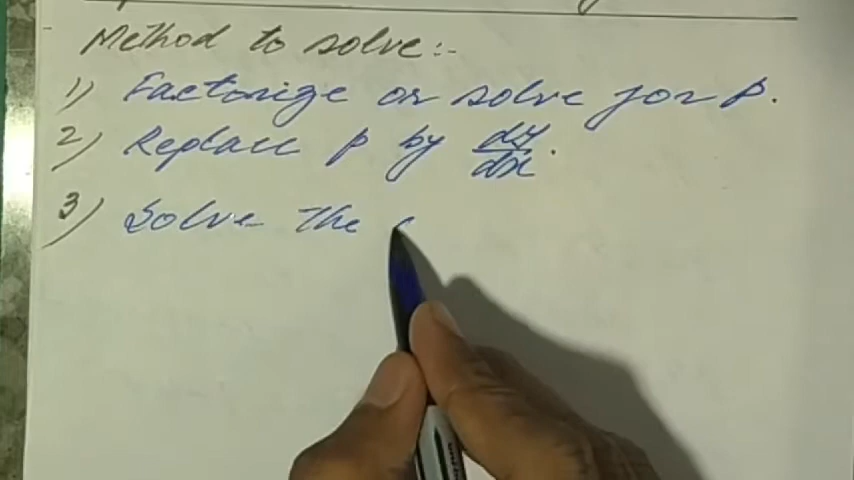 Method to solve:-
1) Factorize or solve for p.
2) Replace p by dy/dx.
3) Solve the